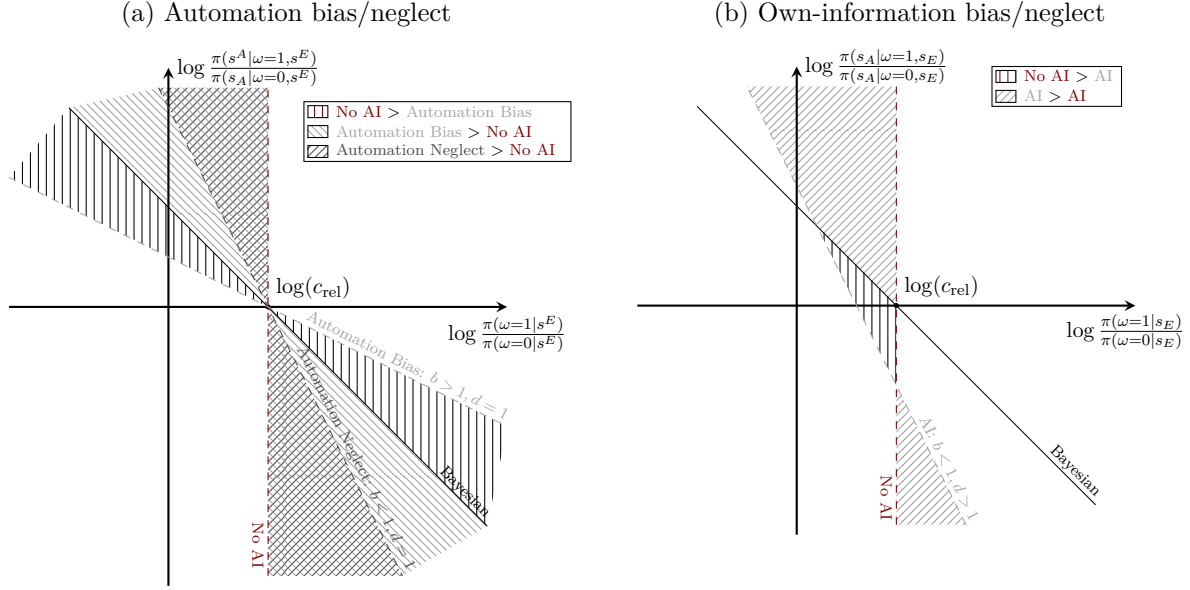 (a) Automation bias/neglect
log π(s^A|ω=1,s^E) / π(s_A|ω=0,s^E)
No AI > Automation Bias
Automation Bias > No AI
Automation Neglect > No AI
log(c_rel)
log π(ω=1|s^E) / π(ω=0|s^E)
Automation Bias: b > 1, d = 1
Automation Neglect: b < 1, d = 1
Bayesian
No AI
(b) Own-information bias/neglect
log π(s_A|ω=1,s_E) / π(s_A|ω=0,s_E)
No AI > AI
AI > AI
log(c_rel)
log π(ω=1|s_E) / π(ω=0|s_E)
AI: b < 1, d > 1
Bayesian
No AI